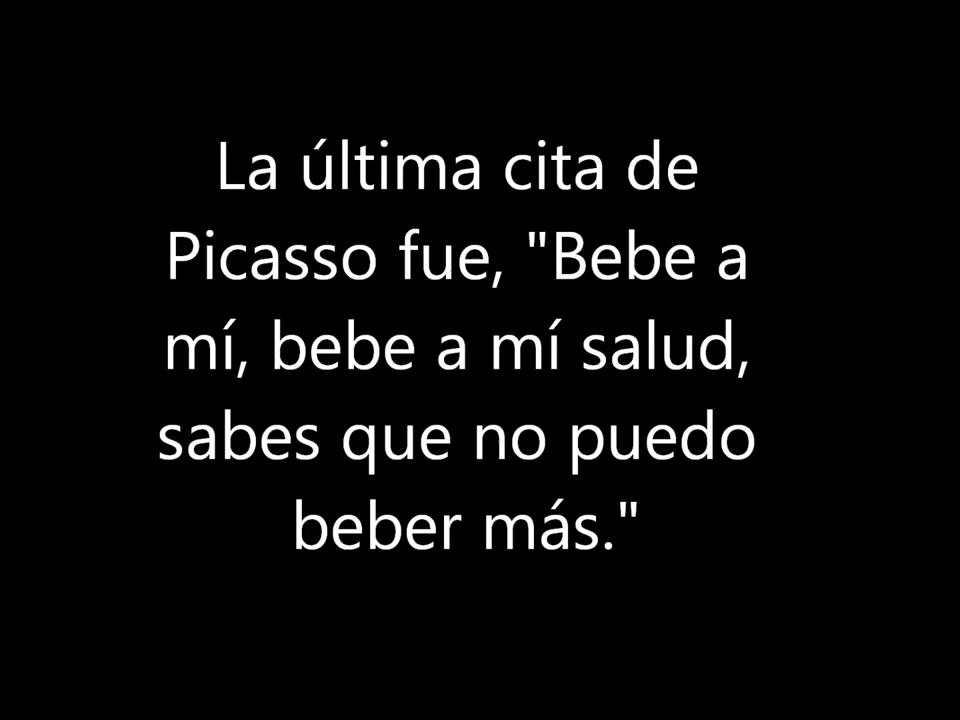 La última cita de
Picasso fue, "Bebe a
mí, bebe a mí salud,
sabes que no puedo
beber más."